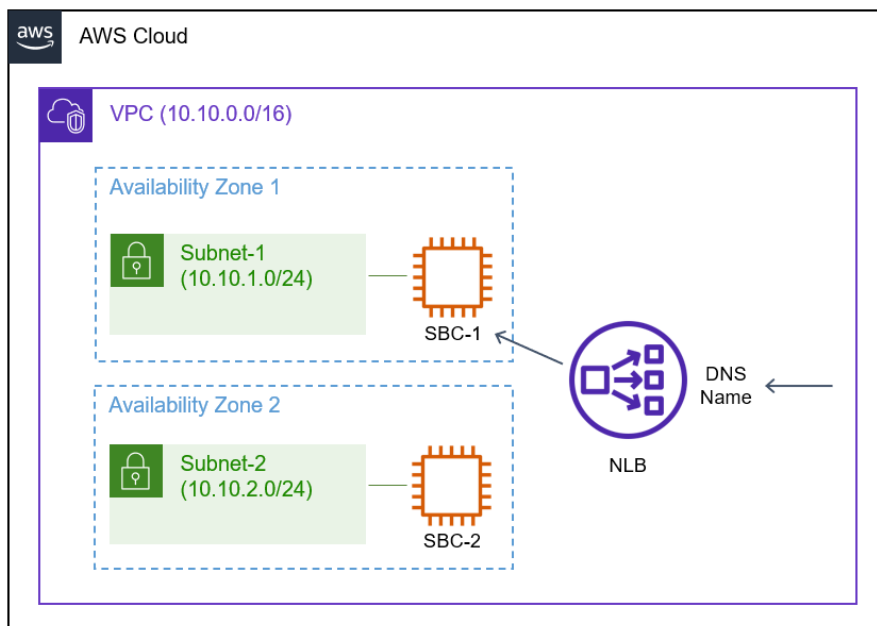 aws
AWS Cloud
VPC (10.10.0.0/16)
Availability Zone 1
Subnet-1
(10.10.1.0/24)
SBC-1
DNS
Name
NLB
Availability Zone 2
Subnet-2
(10.10.2.0/24)
SBC-2